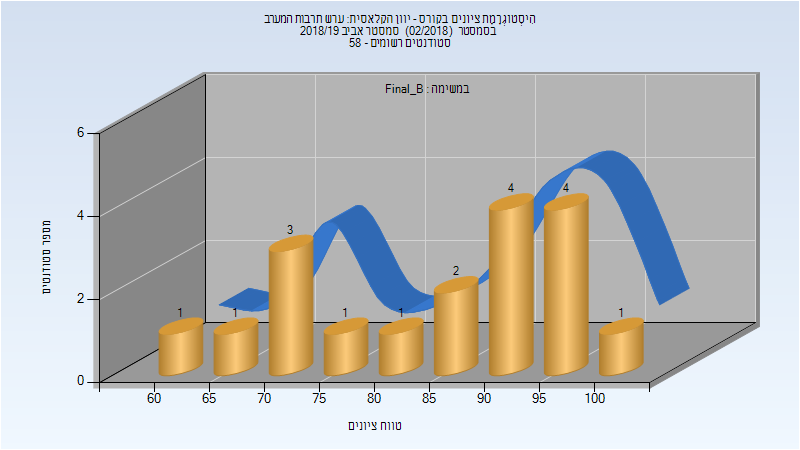 הִיסְטוֹגְרָמַת ציונים בקורס - יוון הקלאסית: ערש תרבות המערב
בסמסטר (02/2018) סמסטר אביב 2018/19
סטודנטים רשומים - 58
במשימה : Final_B
6
4
2
0
מספר סטודנטים
1
1
3
1
1
2
4
4
1
60 65 70 75 80 85 90 95 100
טווח ציונים